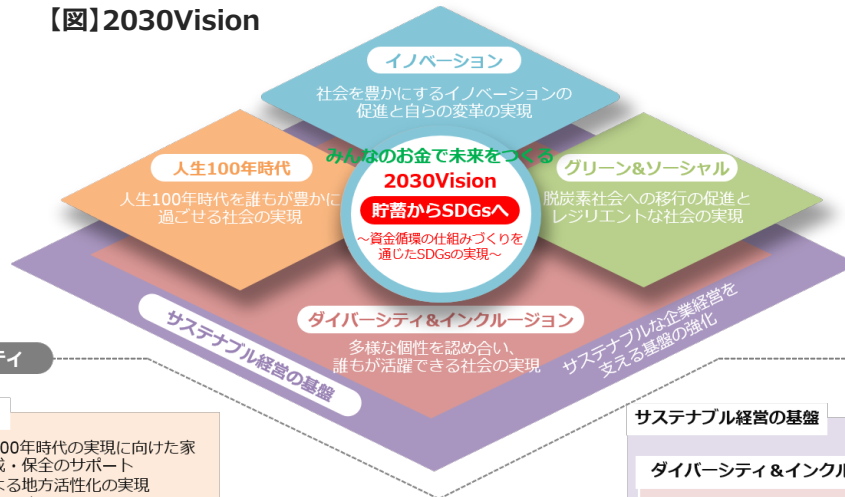 【図】2030Vision
イノベーション
社会を豊かにするイノベーションの
促進と自らの変革の実現
人生100年時代
人生100年時代を誰もが豊かに
過ごせる社会の実現
みんなのお金で未来をつくる
2030Vision
貯蓄からSDGsへ
～資金循環の仕組みづくりを
通じたSDGsの実現～
グリーン&ソーシャル
脱炭素社会への移行の促進と
レジリエントな社会の実現
ダイバーシティ&インクルージョン
多様な個性を認め合い、
誰もが活躍できる社会の実現
サステナブル経営の基盤
サステナブルな企業経営を
支える基盤の強化
ティ
00年時代の実現に向けた家
・保全のサポート
よる地方活性化の実現
サステナブル経営の基盤
ダイバーシティ&インクル